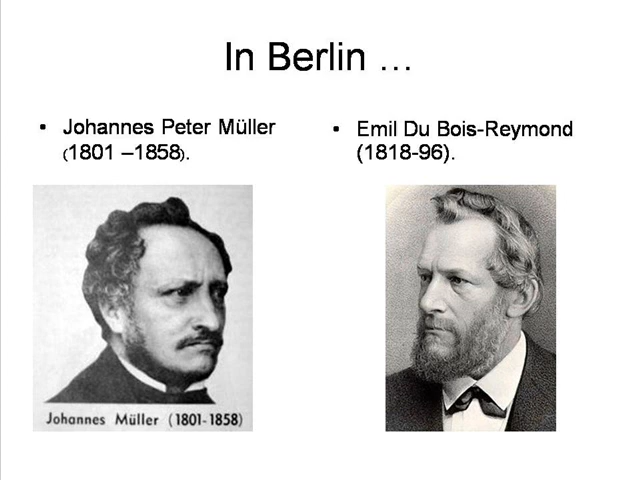 In Berlin ...
• Johannes Peter Müller
(1801 –1858).
• Emil Du Bois-Reymond
(1818-96).
Johannes Müller (1801-1858)